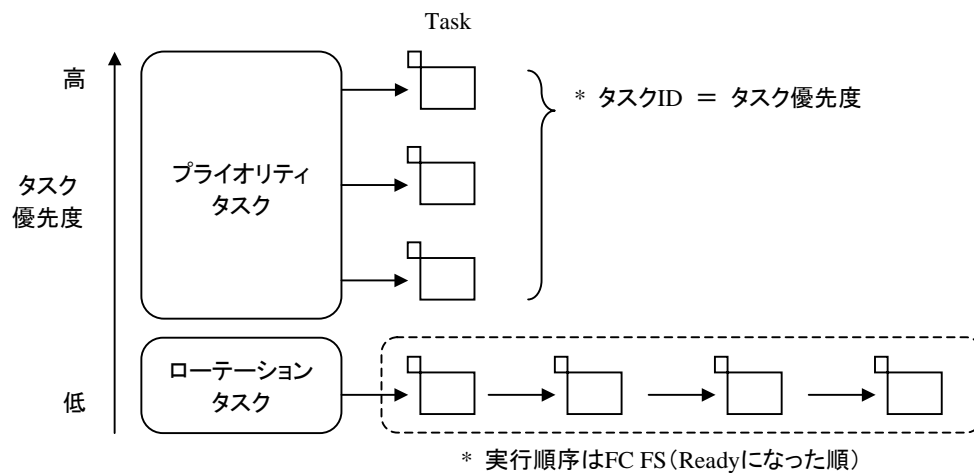 Task
高
* タスクID = タスク優先度
プライオリティ
タスク
タスク
優先度
ローテーション
タスク
低
* 実行順序はFC FS(Readyになった順)